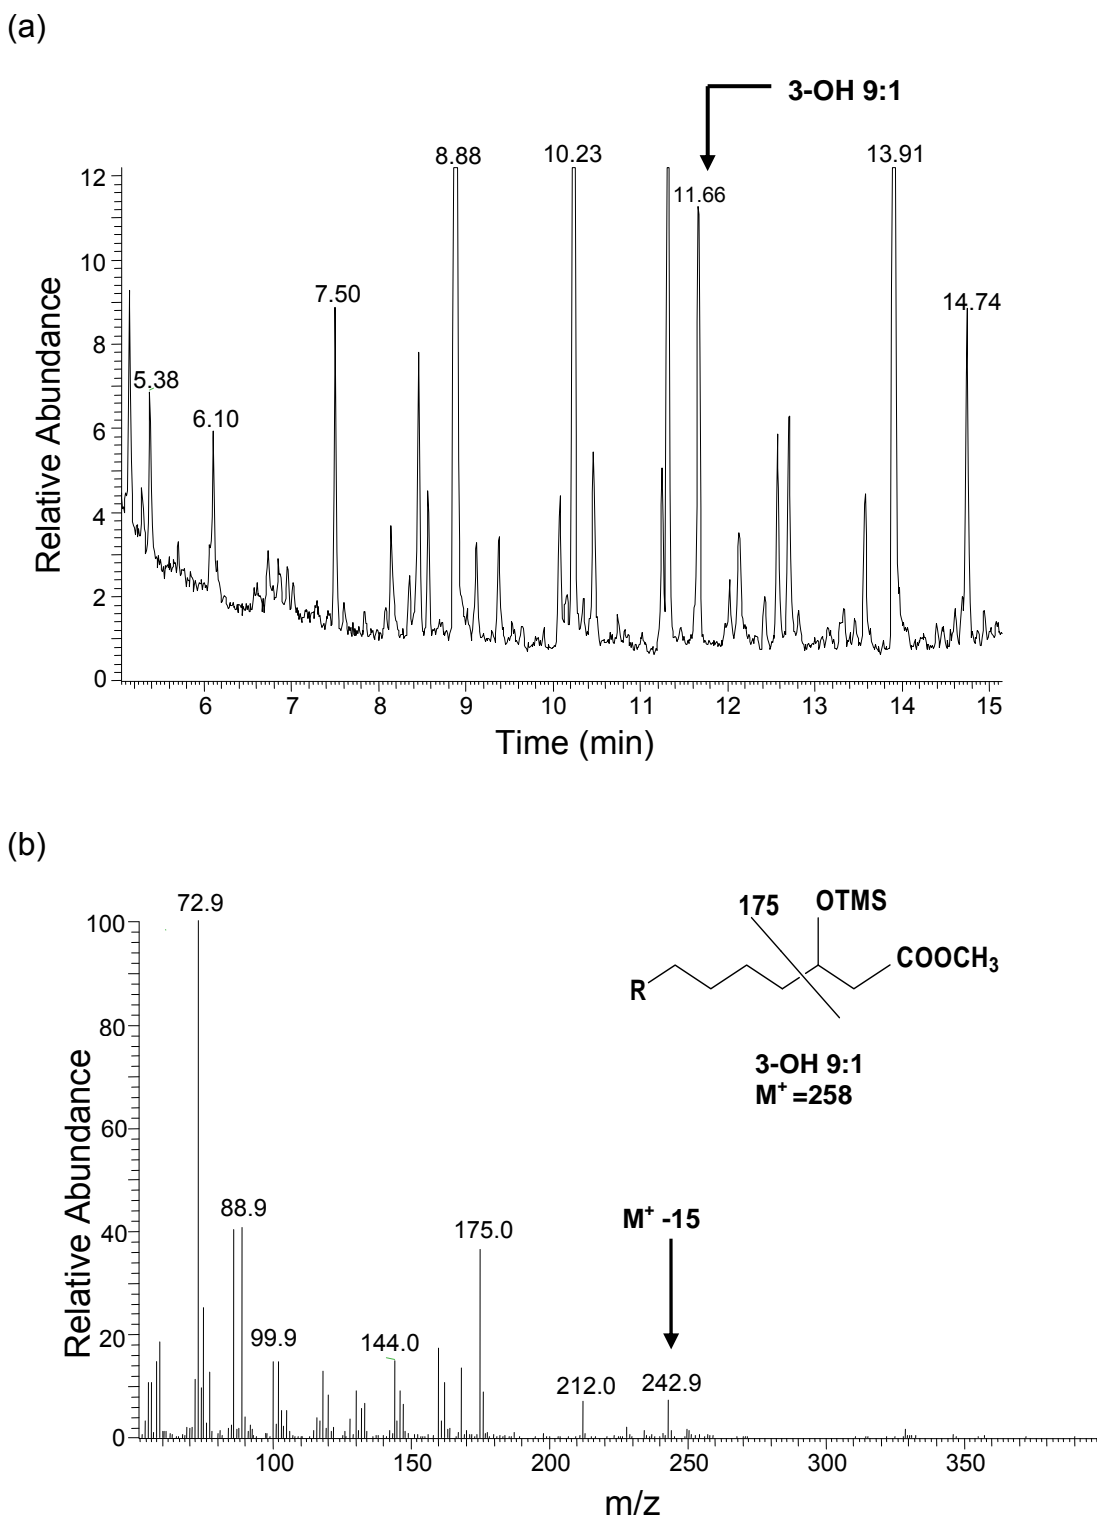 (a)
3-OH 9:1
8.88
10.23
13.91
11.66
7.50
14.74
5.38
6.10
12
10
8
6
4
2
0
Relative Abundance
6 7 8 9 10 11 12 13 14 15
Time (min)
(b)
72.9
175 OTMS
COOCH3
R
3-OH 9:1
M+ =258
88.9
M+ -15
175.0
99.9
144.0
212.0
242.9
100
80
60
40
20
0
Relative Abundance
100 150 200 250 300 350
m/z